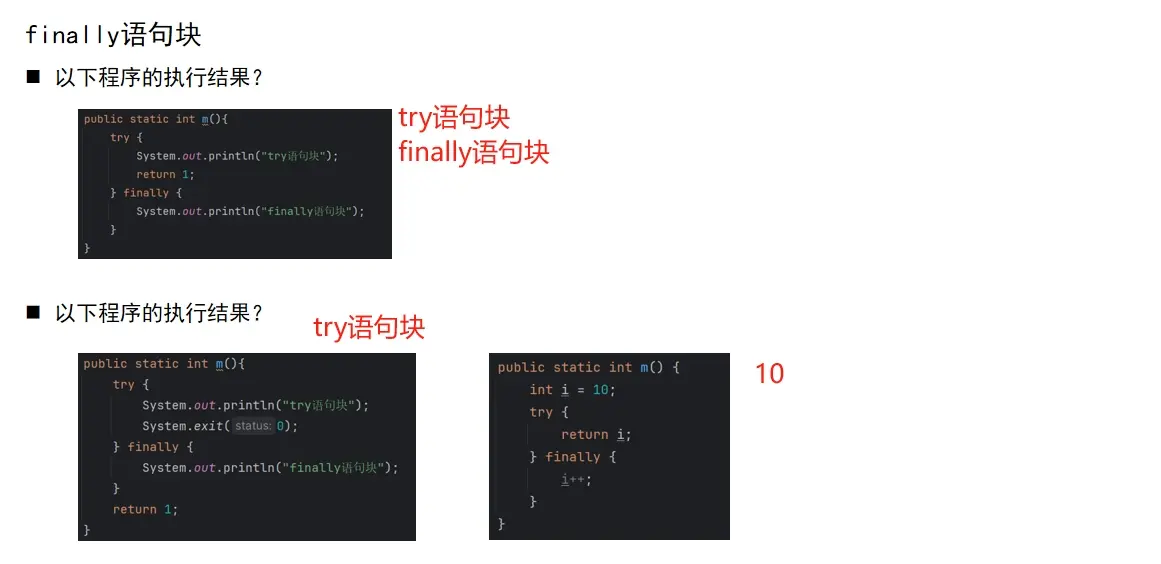 finally语句块
■ 以下程序的执行结果?
public static int m(){
try {
System.out.println("try语句块");
return 1;
} finally {
System.out.println("finally语句块");
}
}
try语句块
finally语句块
■ 以下程序的执行结果?
try语句块
public static int m(){
try {
System.out.println("try语句块");
System.exit( status: 0);
} finally {
System.out.println("finally语句块");
}
return 1;
}
public static int m() {
int i = 10;
try {
return i;
} finally {
i++;
}
}
10